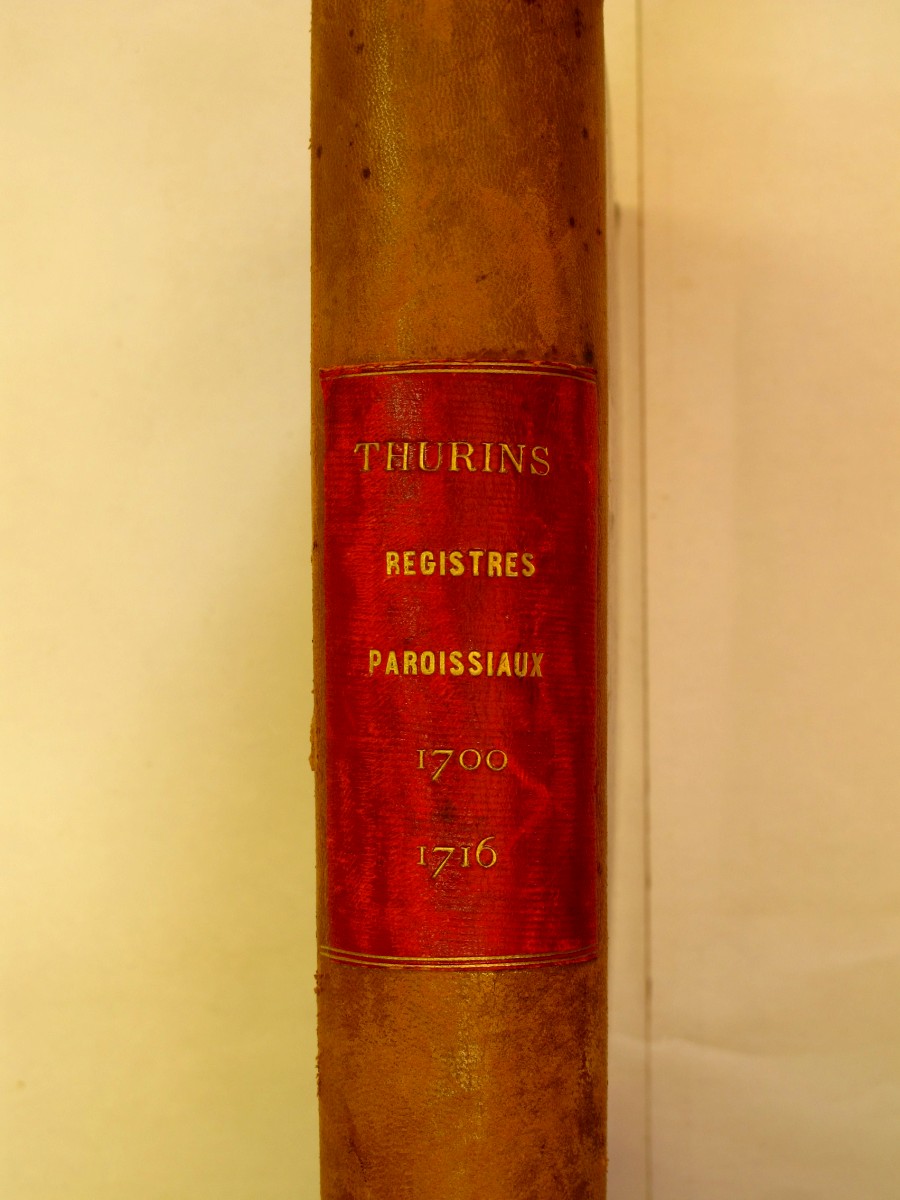 THURINS
REGISTRES
PAROISSIAUX
1700
1716